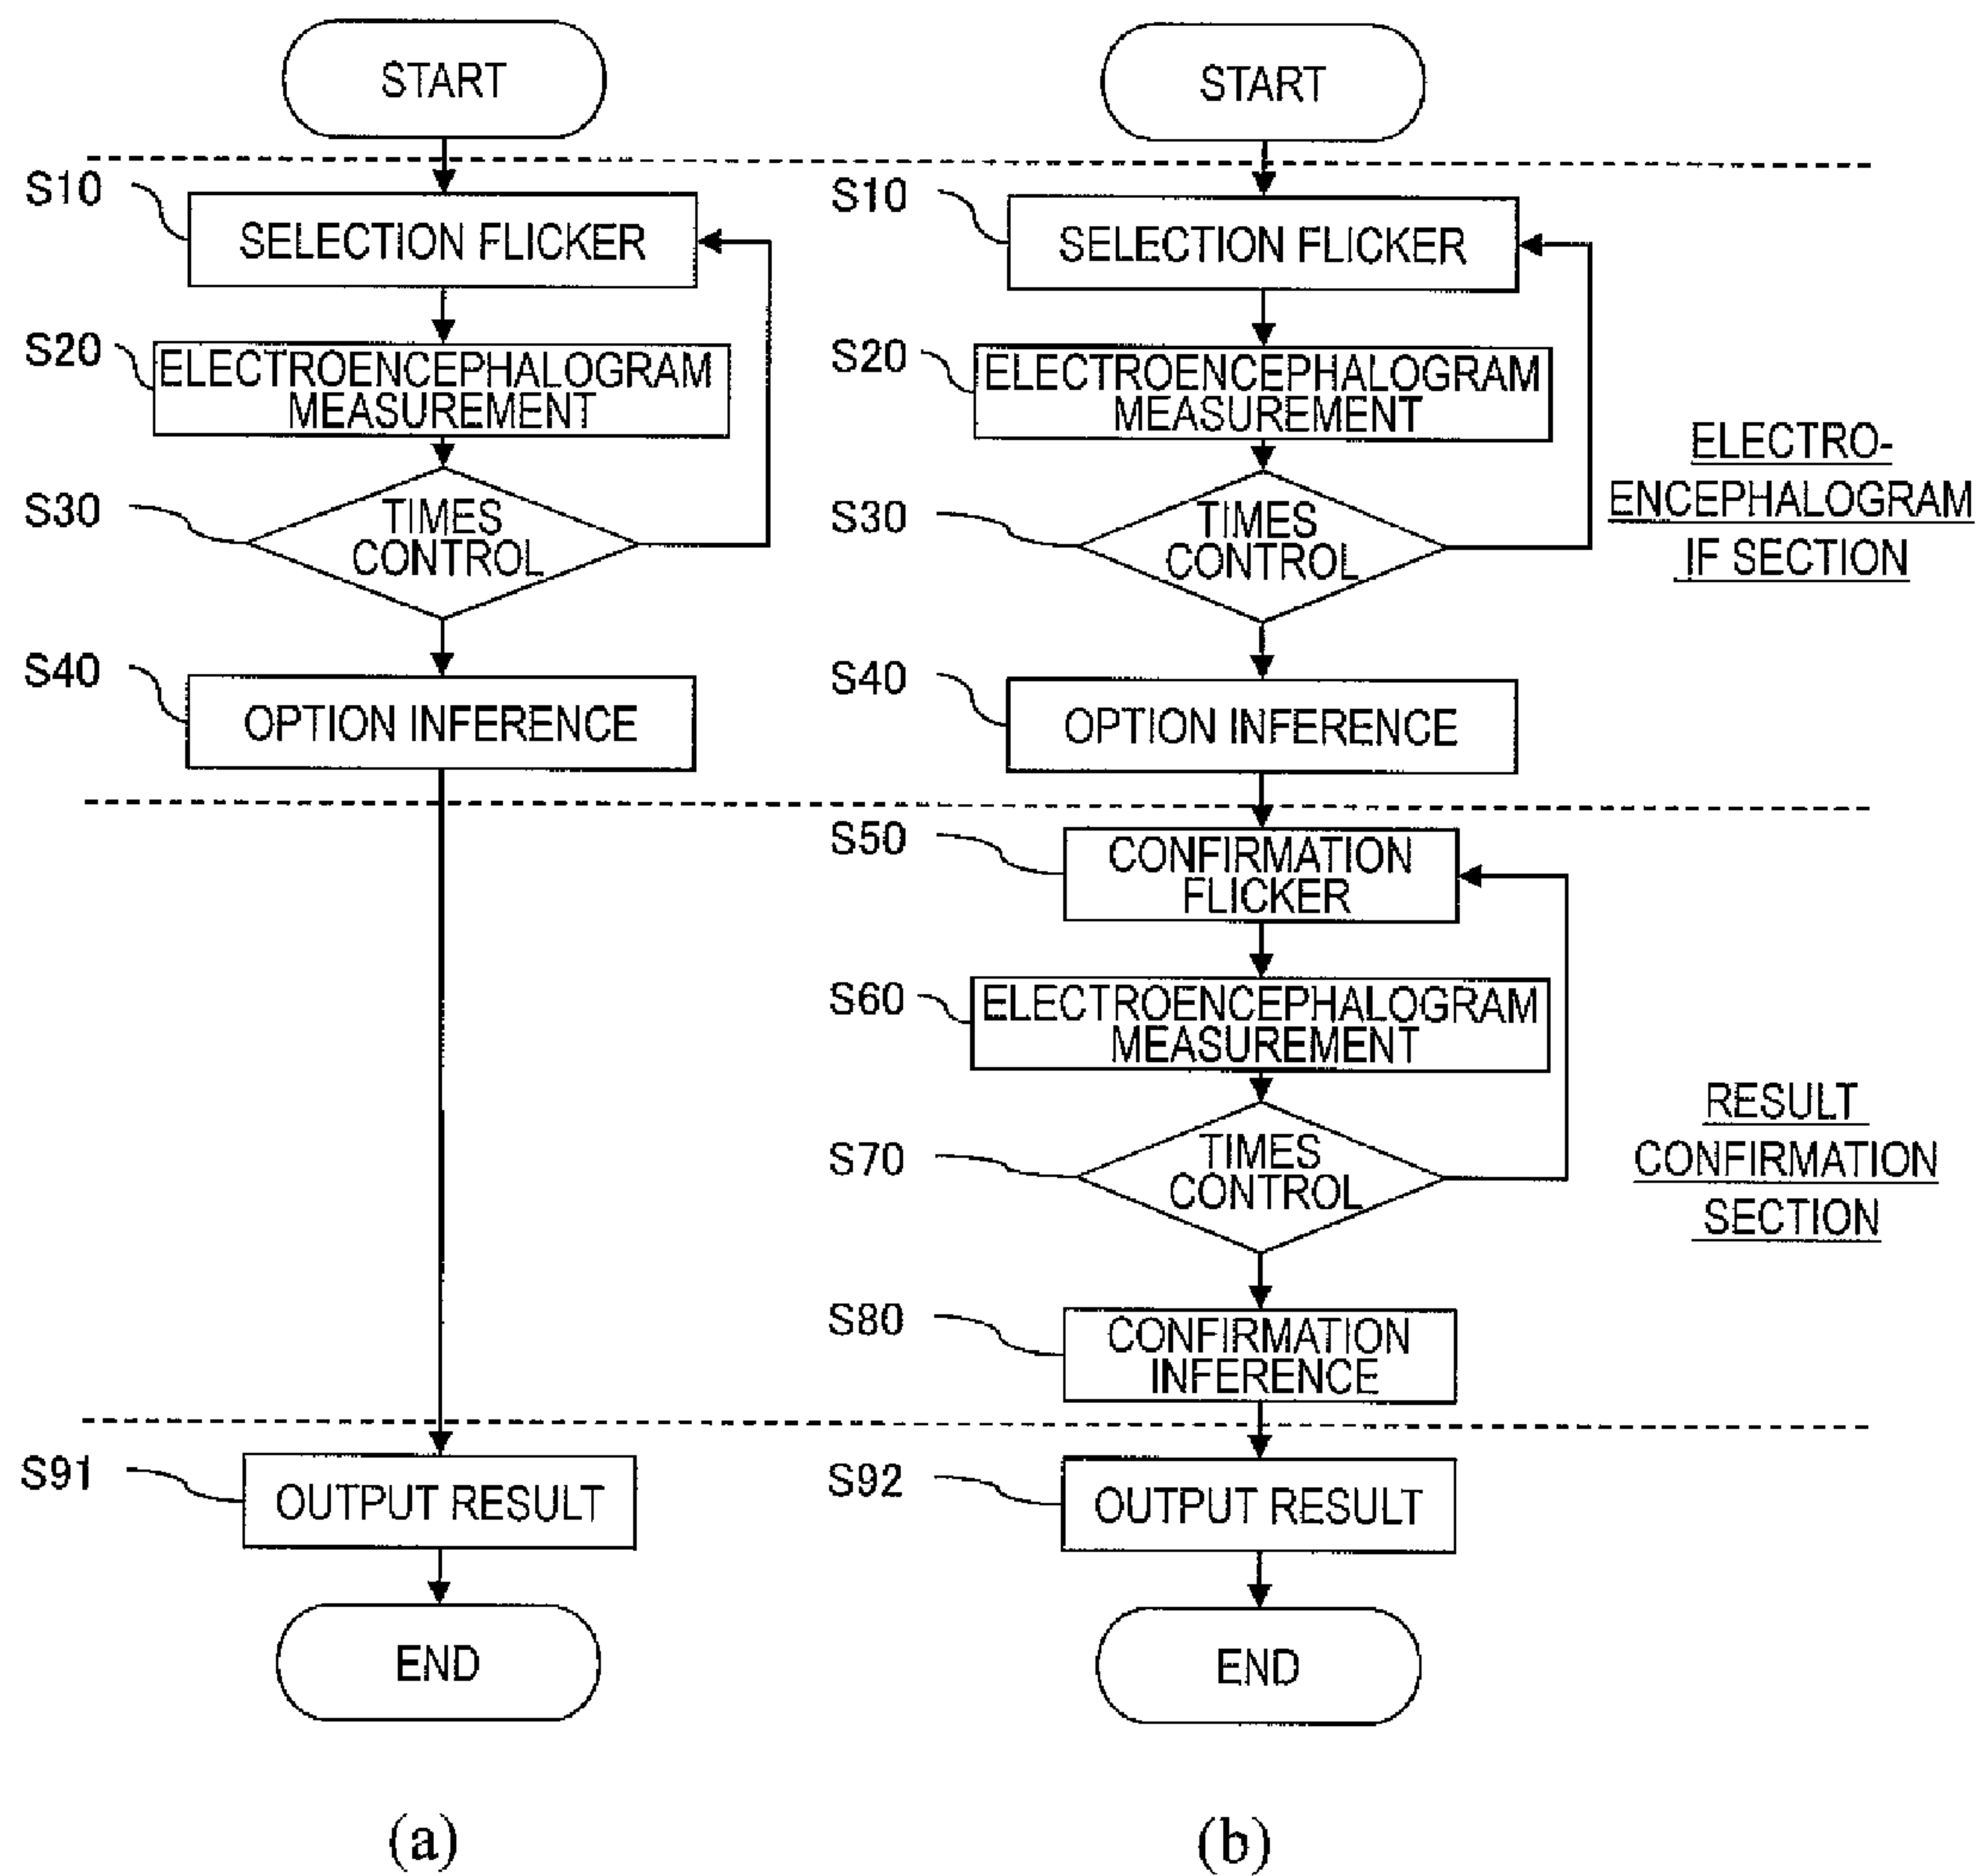 START
S10
SELECTION FLICKER
S20
ELECTROENCEPHALOGRAM
MEASUREMENT
S30
TIMES
CONTROL
S40
OPTION INFERENCE
S91
OUTPUT RESULT
END
(a)
START
S10
SELECTION FLICKER
S20
ELECTROENCEPHALOGRAM
MEASUREMENT
S30
TIMES
CONTROL
S40
OPTION INFERENCE
ELECTRO-
ENCEPHALOGRAM
IF SECTION
S50
CONFIRMATION
FLICKER
S60
ELECTROENCEPHALOGRAM
MEASUREMENT
S70
TIMES
CONTROL
S80
CONFIRMATION
INFERENCE
RESULT
CONFIRMATION
SECTION
S92
OUTPUT RESULT
END
(b)